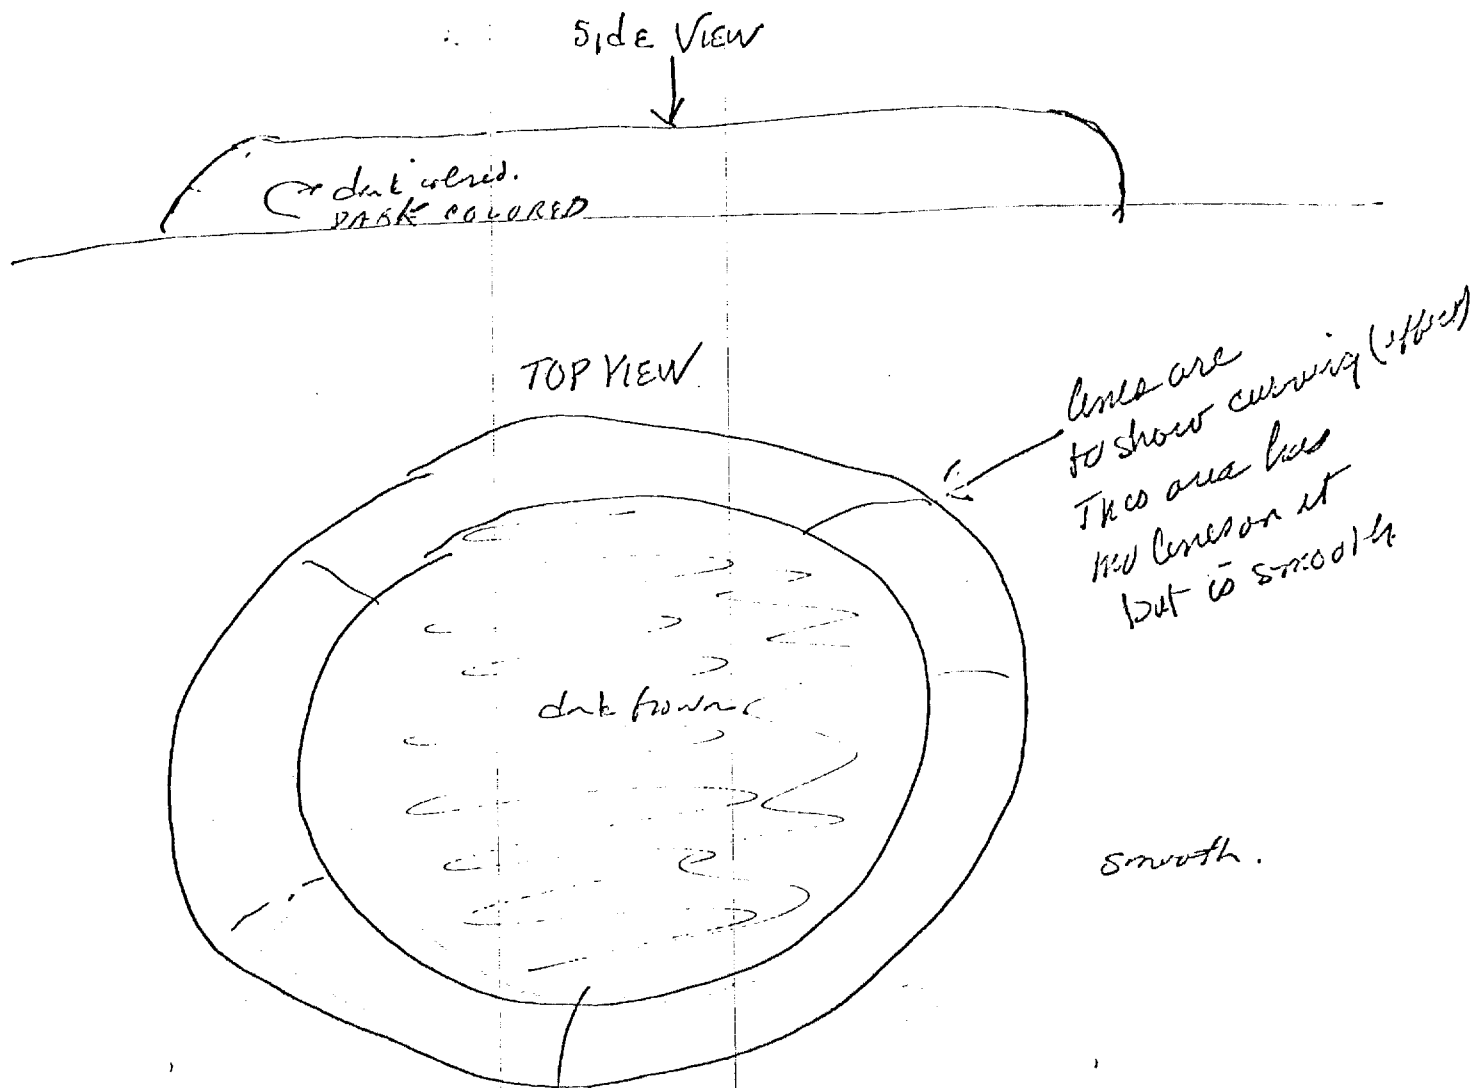 Side View
dark colored.
DARK COLORED
TOP VIEW
lines are
to show curving (effect)
This area has
no lines on it
but is smooth
dark brown
smooth.